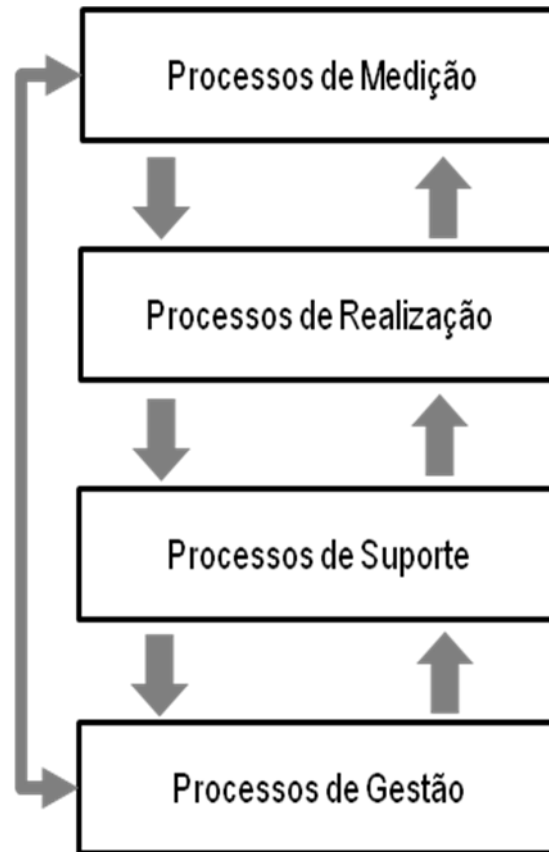 Processos de Medição
Processos de Realização
Processos de Suporte
Processos de Gestão